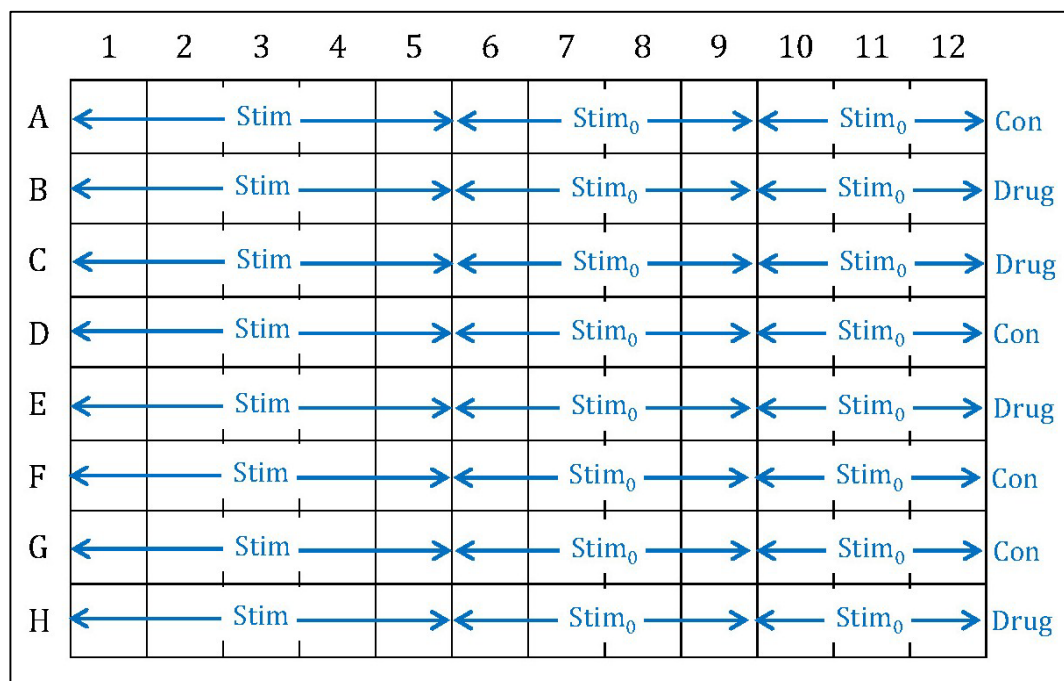 1 2 3 4 5 6 7 8 9 10 11 12
A Stim Stim₀ Stim₀ Con
B Stim Stim₀ Stim₀ Drug
C Stim Stim₀ Stim₀ Drug
D Stim Stim₀ Stim₀ Con
E Stim Stim₀ Stim₀ Drug
F Stim Stim₀ Stim₀ Con
G Stim Stim₀ Stim₀ Con
H Stim Stim₀ Stim₀ Drug